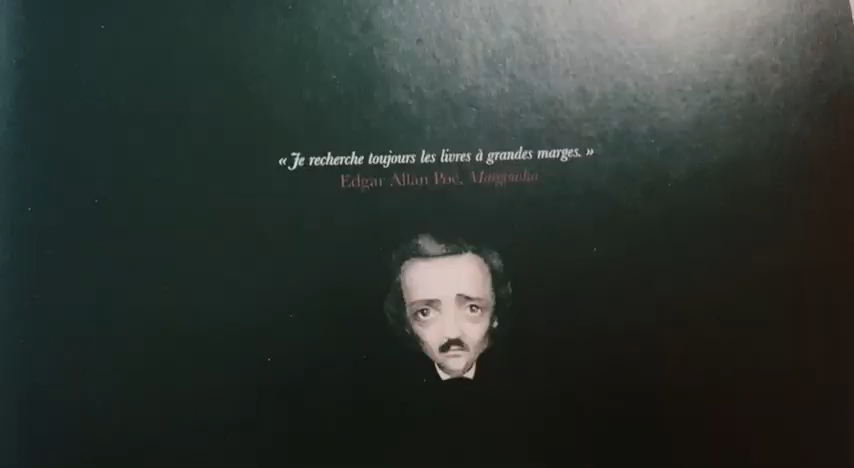 « Je recherche toujours les livres à grandes marges. »
Edgar Allan Poe, Marginalia